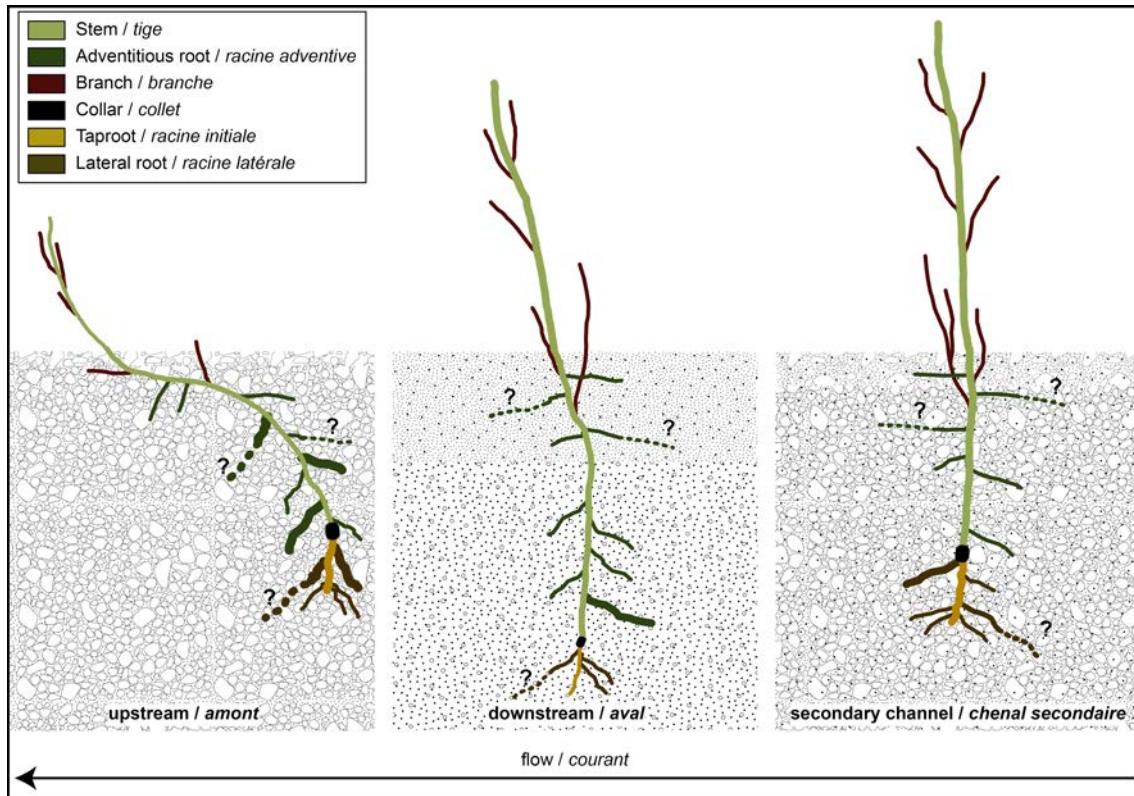 Stem / tige
Adventitious root / racine adventive
Branch / branche
Collar / collet
Taproot / racine initiale
Lateral root / racine latérale
?
?
?
?
?
?
?
?
?
upstream / amont
downstream / aval
secondary channel / chenal secondaire
flow / courant